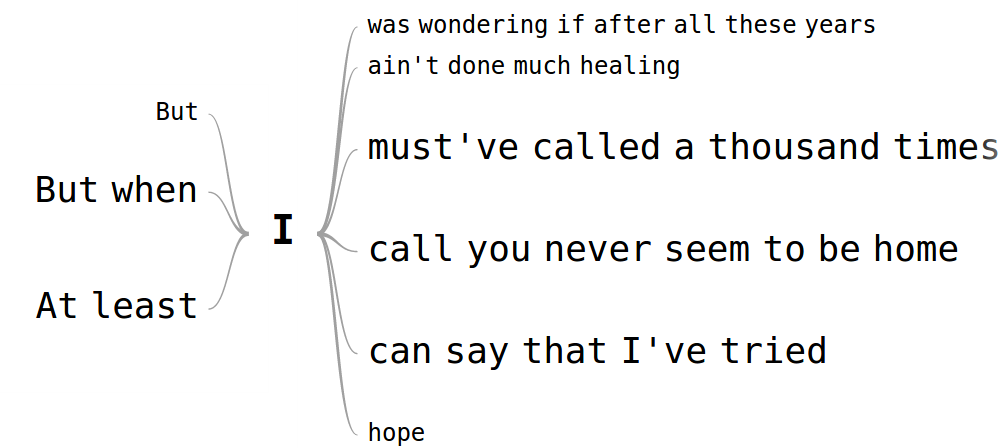 But
But when
At least
I
was wondering if after all these years
ain't done much healing
must've called a thousand times
call you never seem to be home
can say that I've tried
hope